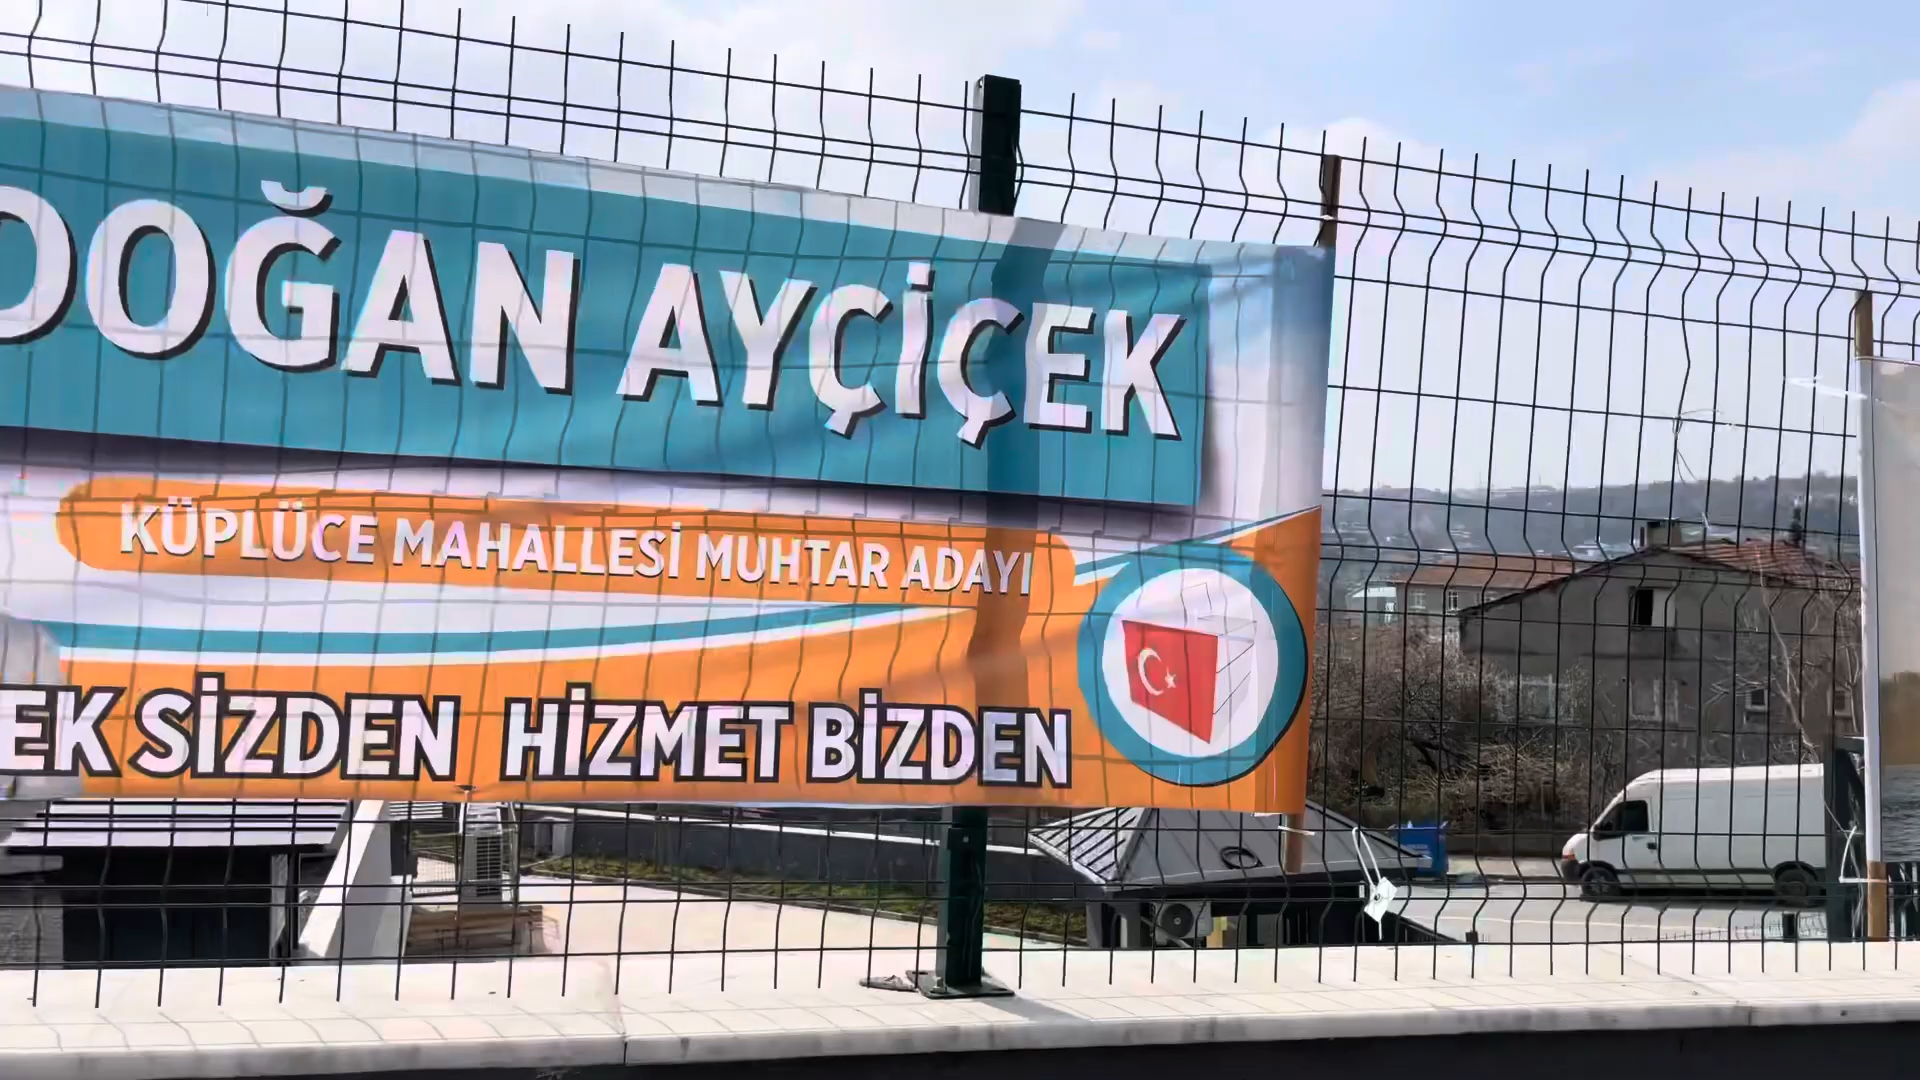 DOĞAN AYÇİÇEK
KÜPLÜCE MAHALLESİ MUHTAR ADAYI
EK SİZDEN HİZMET BİZDEN